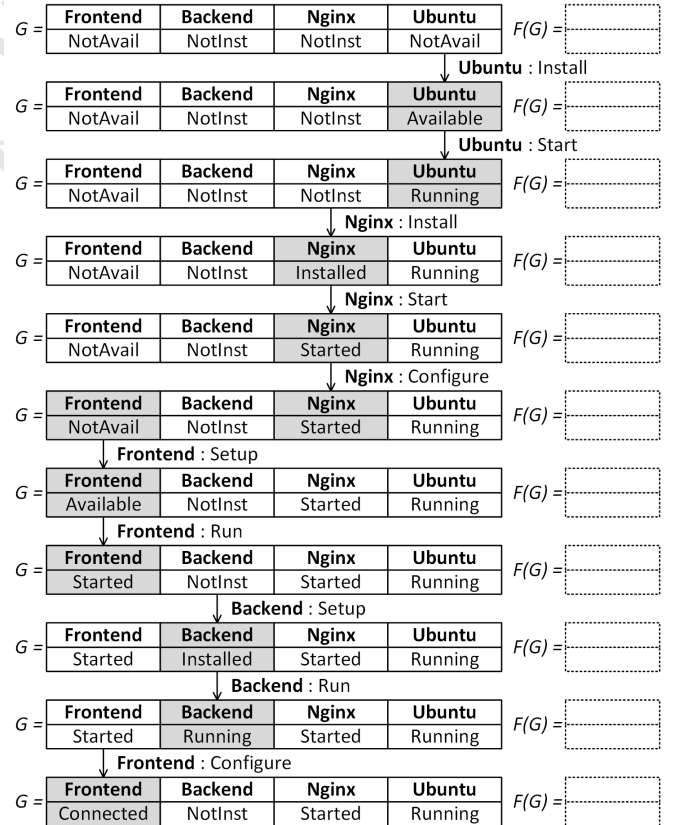 Frontend Backend Nginx Ubuntu
G = NotAvail NotInst NotInst NotAvail F(G) =
Ubuntu : Install
Frontend Backend Nginx Ubuntu
G = NotAvail NotInst NotInst Available F(G) =
Ubuntu : Start
Frontend Backend Nginx Ubuntu
G = NotAvail NotInst NotInst Running F(G) =
Nginx : Install
Frontend Backend Nginx Ubuntu
G = NotAvail NotInst Installed Running F(G) =
Nginx : Start
Frontend Backend Nginx Ubuntu
G = NotAvail NotInst Started Running F(G) =
Nginx : Configure
Frontend Backend Nginx Ubuntu
G = NotAvail NotInst Started Running F(G) =
Frontend : Setup
Frontend Backend Nginx Ubuntu
G = Available NotInst Started Running F(G) =
Frontend : Run
Frontend Backend Nginx Ubuntu
G = Started NotInst Started Running F(G) =
Backend : Setup
Frontend Backend Nginx Ubuntu
G = Started Installed Started Running F(G) =
Backend : Run
Frontend Backend Nginx Ubuntu
G = Started Running Started Running F(G) =
Frontend : Configure
Frontend Backend Nginx Ubuntu
G = Connected NotInst Started Running F(G) =